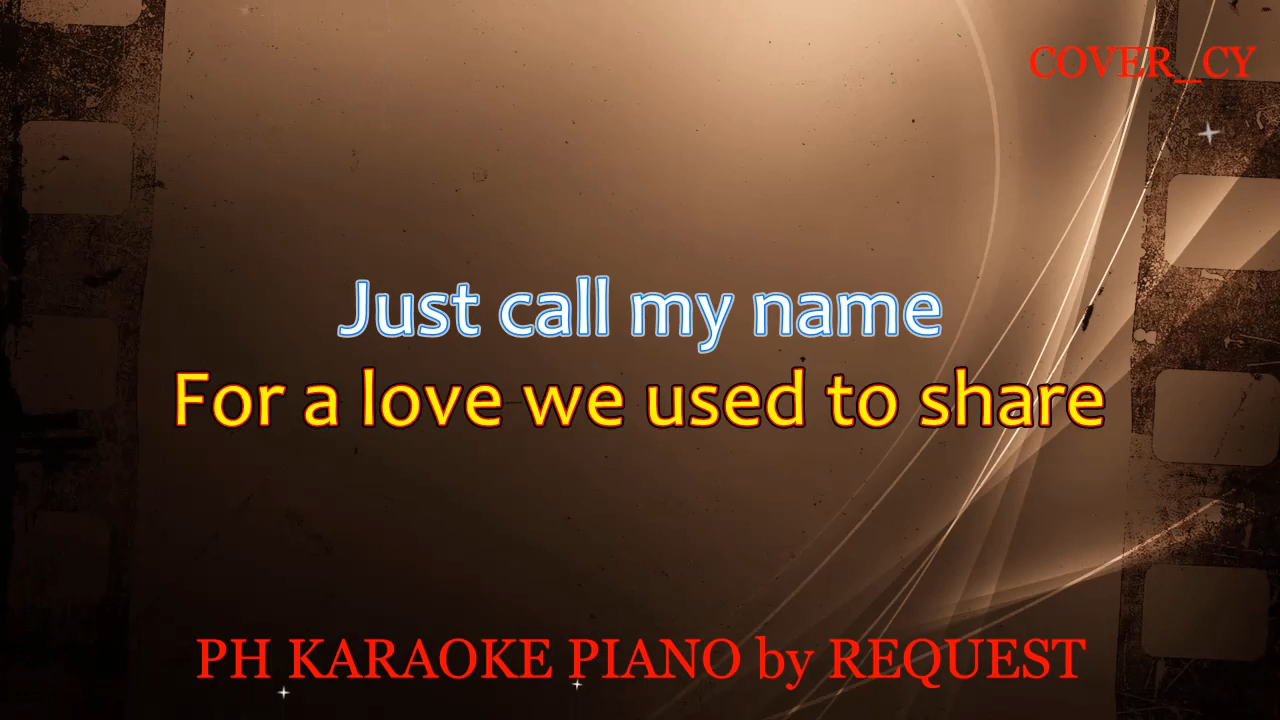 COVER_CY
Just call my name
For a love we used to share
PH KARAOKE PIANO by REQUEST